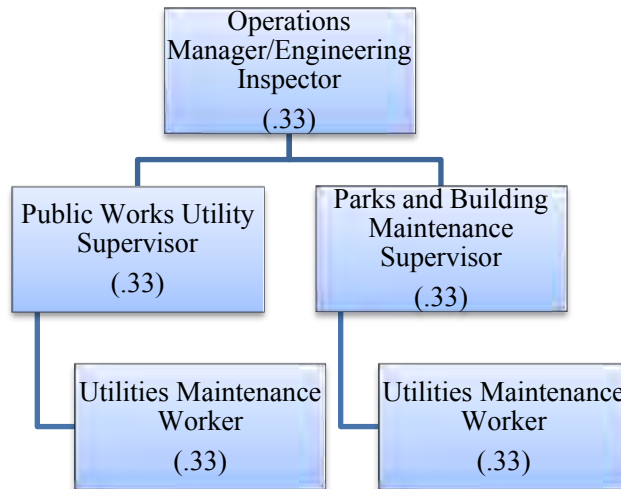 Operations
Manager/Engineering
Inspector
(.33)
Public Works Utility
Supervisor
(.33)
Parks and Building
Maintenance
Supervisor
(.33)
Utilities Maintenance
Worker
(.33)
Utilities Maintenance
Worker
(.33)